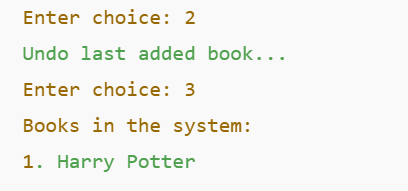 Enter choice: 2
Undo last added book...
Enter choice: 3
Books in the system:
1. Harry Potter